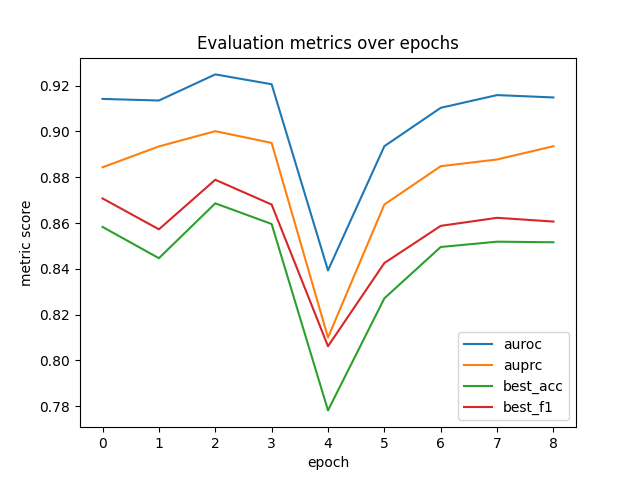 Evaluation metrics over epochs
metric score
0.92
0.90
0.88
0.86
0.84
0.82
0.80
0.78
auroc
auprc
best_acc
best_f1
0 1 2 3 4 5 6 7 8
epoch